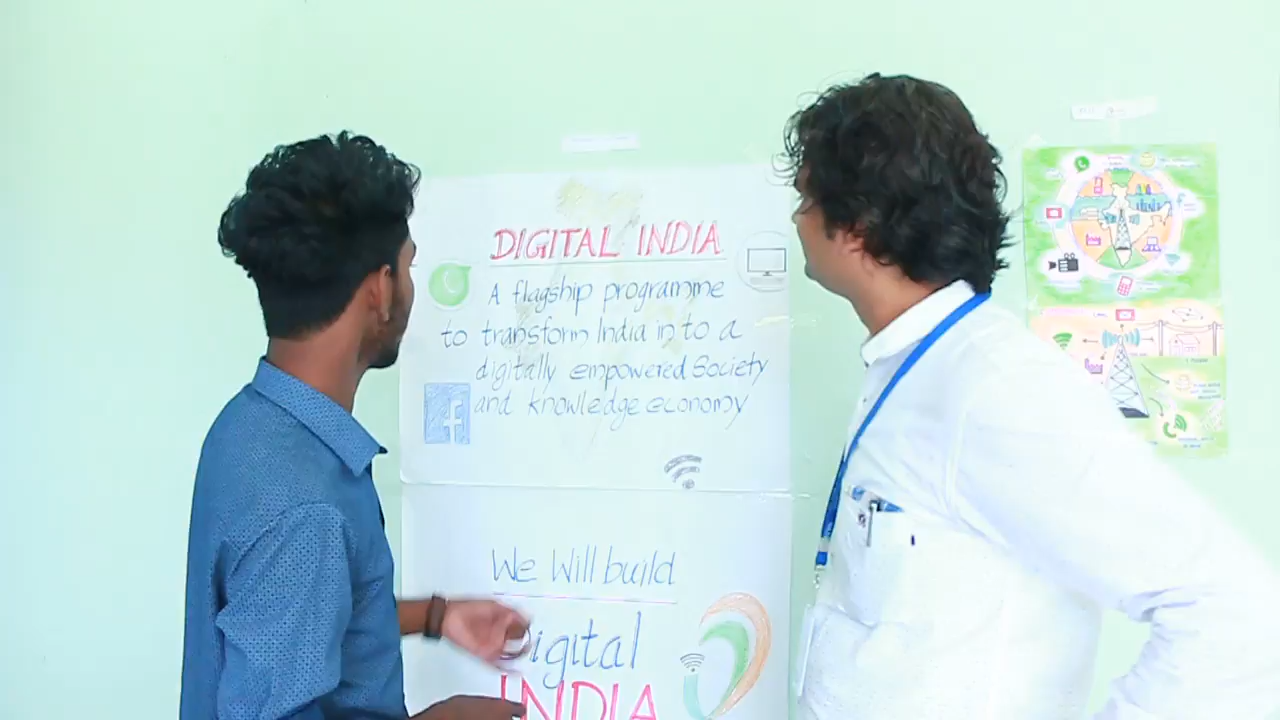 DIGITAL INDIA
A flagship programme
to transform India in to a
digitally empowered Society
and knowledge economy
We Will build
Digital
INDIA